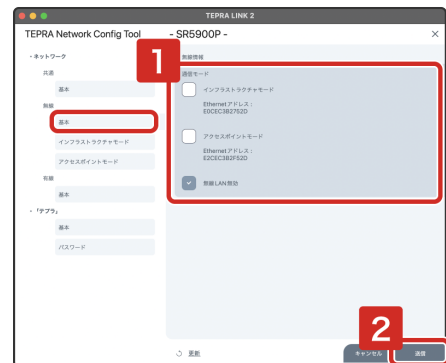 TEPRA LINK 2
TEPRA Network Config Tool - SR5900P -
- ネットワーク
共通
基本
無線
基本
インフラストラクチャモード
アクセスポイントモード
有線
基本
- 「テプラ」
基本
パスワード
1
無線情報
通信モード
インフラストラクチャモード
Ethernetアドレス:
E0CEC3B2752D
アクセスポイントモード
Ethernetアドレス:
E2CEC3B2F52D
無線LAN無効
2
更新
キャンセル
送信